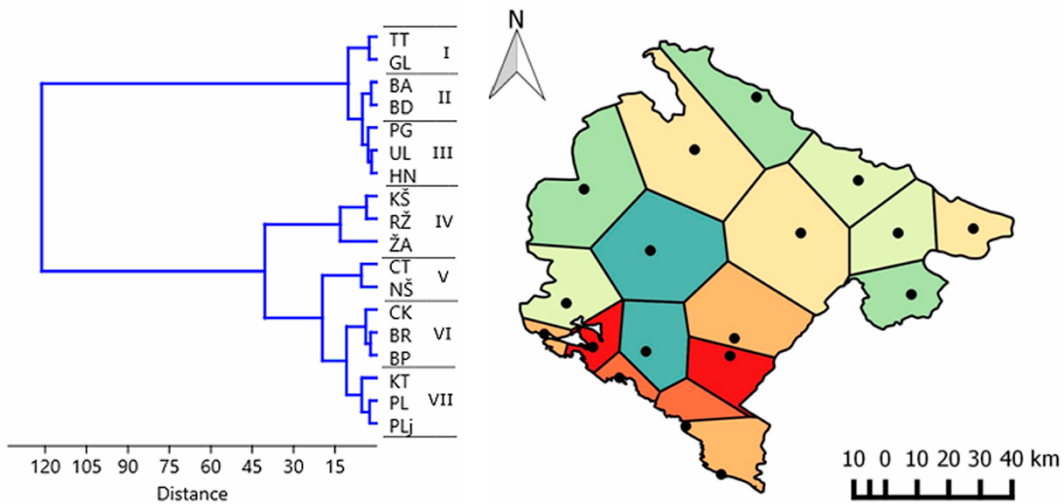 TT
GL
I
BA
BD
II
PG
UL
HN
III
KŠ
RŽ
ŽA
IV
CT
NŠ
V
CK
BR
BP
VI
KT
PL
PLj
VII
120 105 90 75 60 45 30 15
Distance
N
10 0 10 20 30 40 km